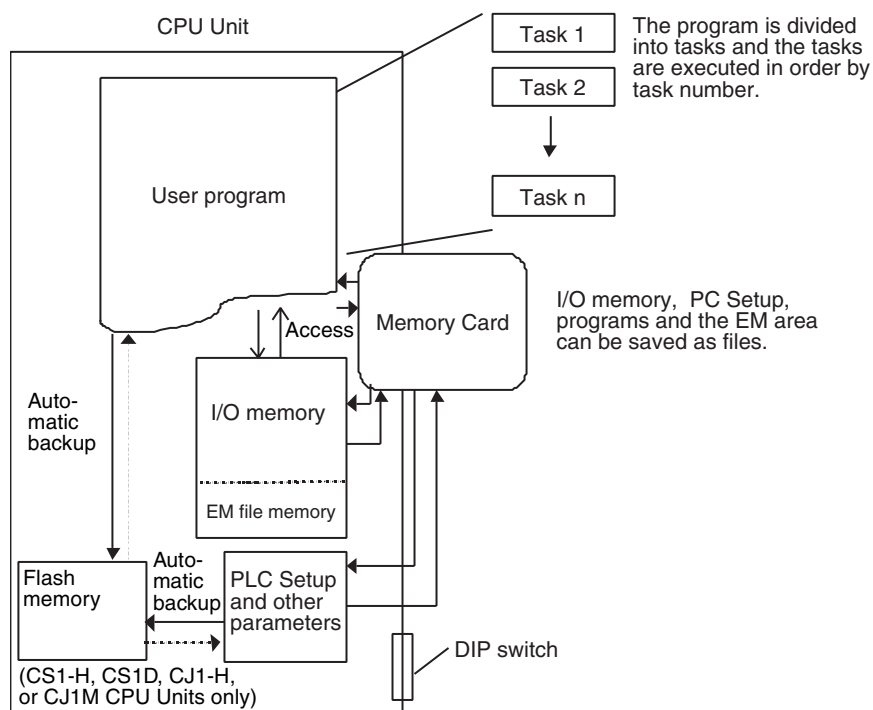 CPU Unit
Task 1
Task 2
Task n
The program is divided
into tasks and the tasks
are executed in order by
task number.
User program
Memory Card
I/O memory, PC Setup,
programs and the EM area
can be saved as files.
Access
I/O memory
EM file memory
Auto-
matic
backup
Flash
memory
Auto-
matic
backup
PLC Setup
and other
parameters
DIP switch
(CS1-H, CS1D, CJ1-H,
or CJ1M CPU Units only)